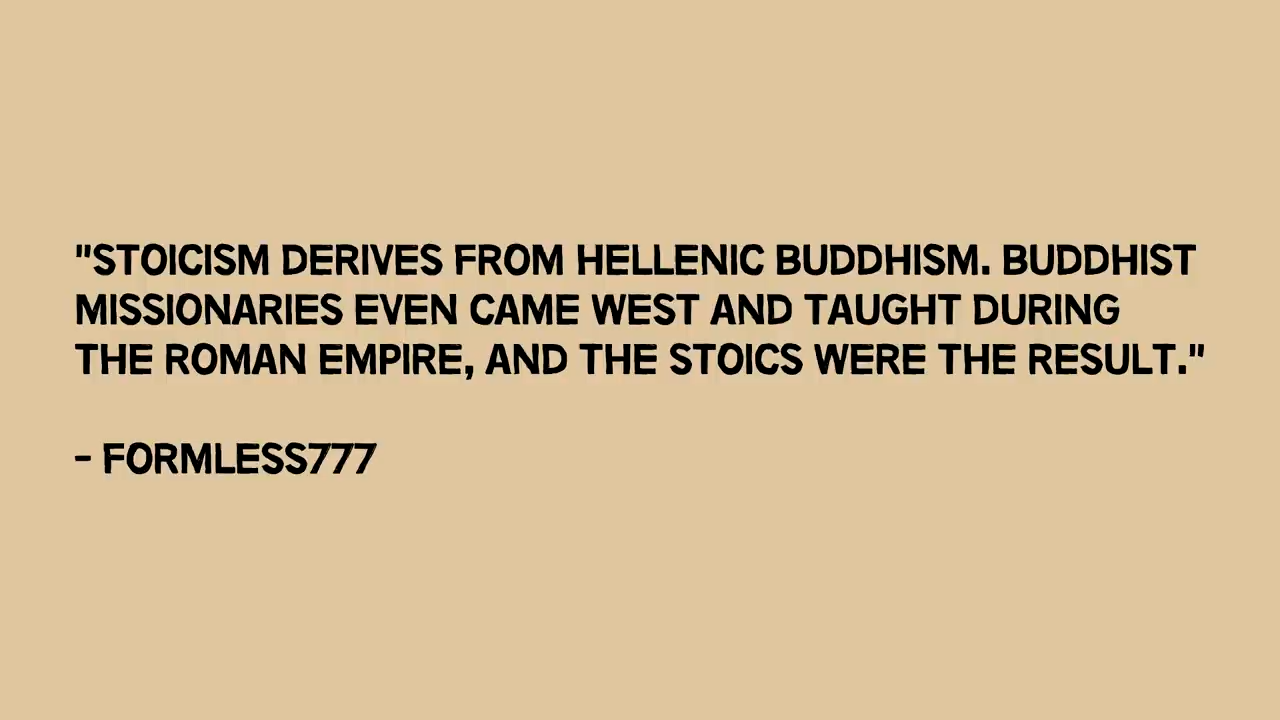 "STOICISM DERIVES FROM HELLENIC BUDDHISM. BUDDHIST
MISSIONARIES EVEN CAME WEST AND TAUGHT DURING
THE ROMAN EMPIRE, AND THE STOICS WERE THE RESULT."
- FORMLESS777